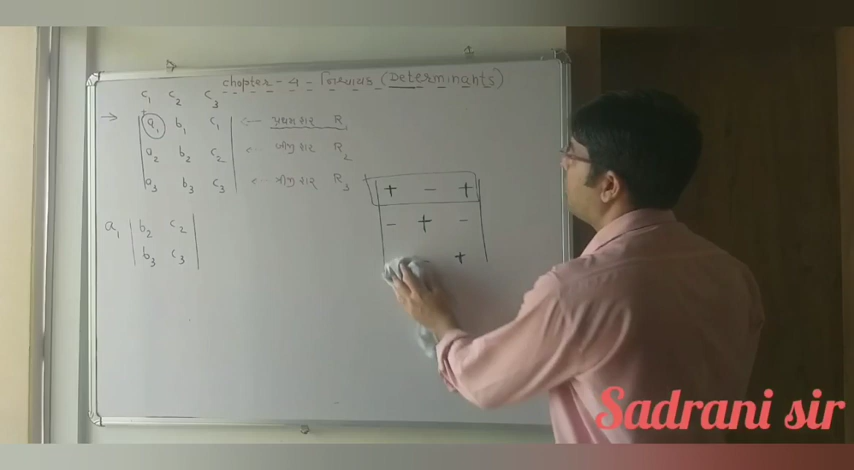 chapter - 4 - નિશ્ચાયક (Determinants)
C₁ C₂ C₃
→ | a₁ b₁ c₁ | ← પ્રથમ હાર R₁
| a₂ b₂ c₂ | ← બીજી હાર R₂
| a₃ b₃ c₃ | ← ત્રીજી હાર R₃
+ − +
− + −
+
a₁ | b₂ c₂ |
| b₃ c₃ |
Sadrani sir